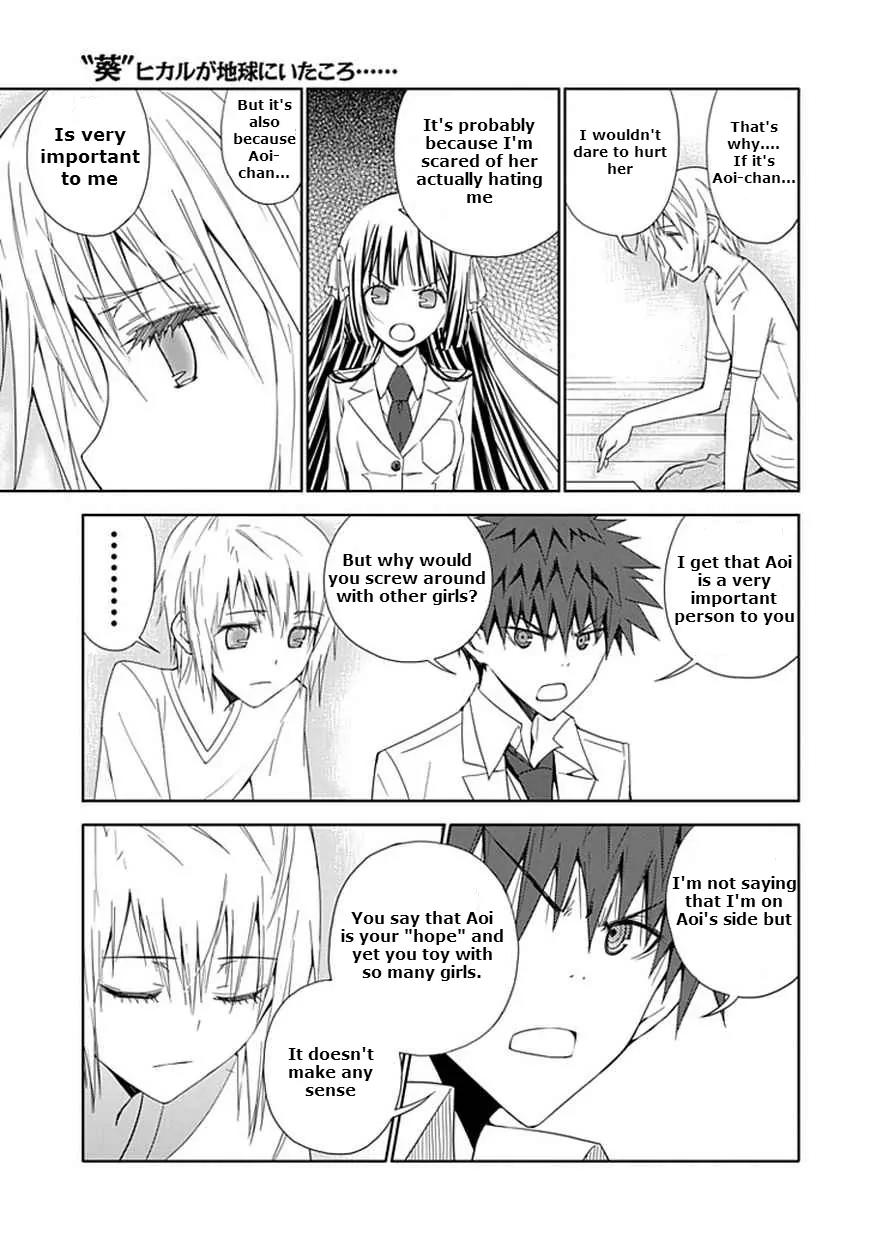 “葵”ヒカルが地球にいたころ……
That's
why....
If it's
Aoi-chan...
I wouldn't
dare to hurt
her
It's probably
because I'm
scared of her
actually hating
me
But it's
also
because
Aoi-
chan...
Is very
important
to me
I get that Aoi
is a very
important
person to you
But why would
you screw around
with other girls?
………
I'm not saying
that I'm on
Aoi's side but
You say that Aoi
is your "hope" and
yet you toy with
so many girls.
It doesn't
make any
sense